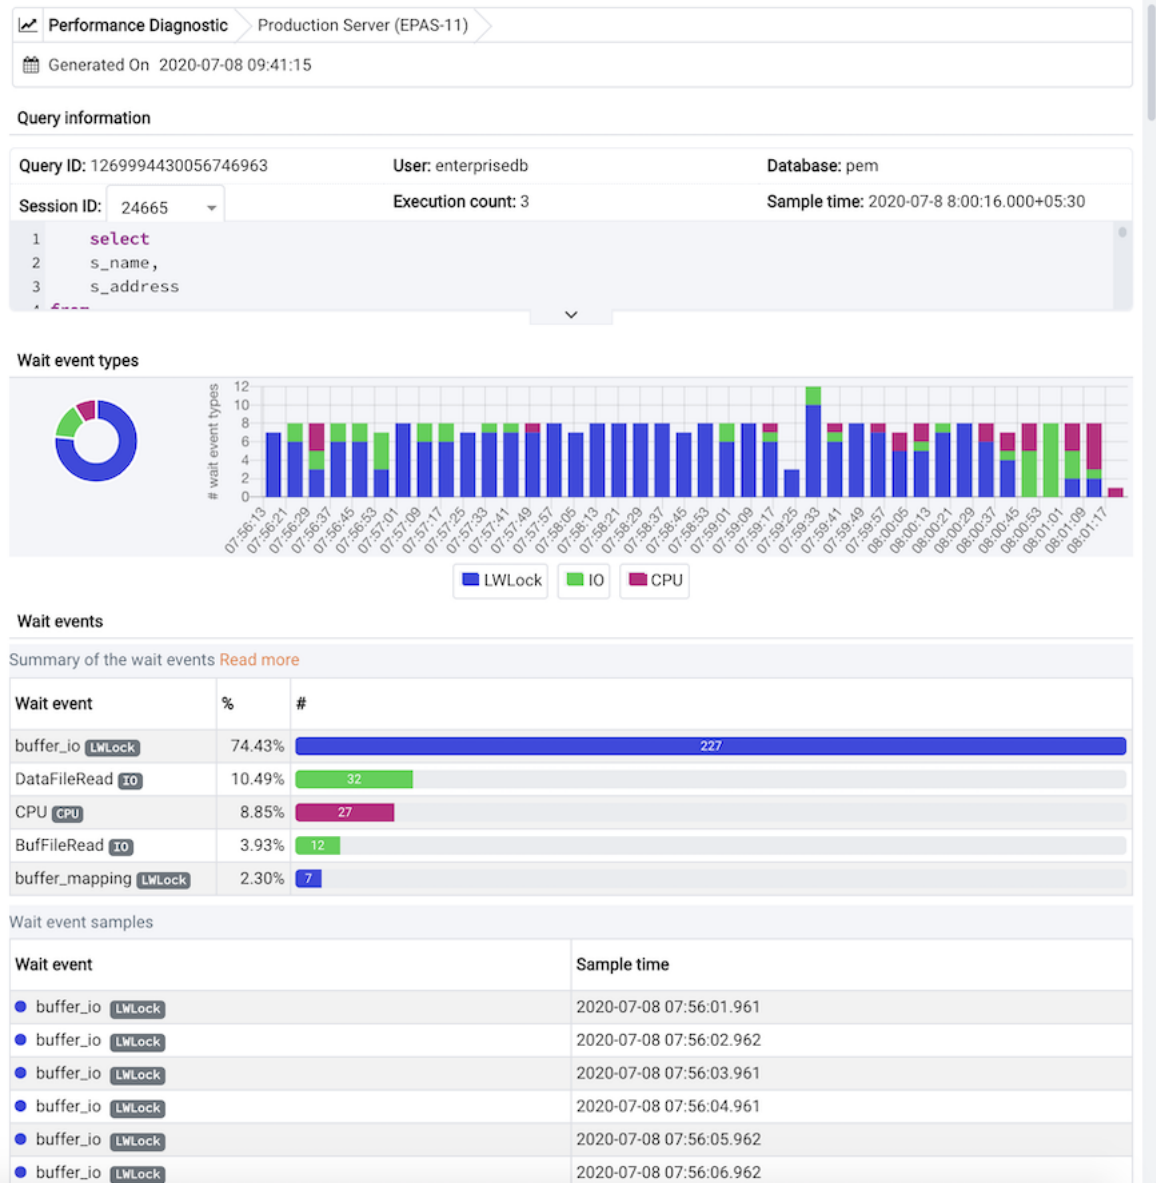 Performance Diagnostic Production Server (EPAS-11)
Generated On 2020-07-08 09:41:15
Query information
Query ID: 1269994430056746963 User: enterprisedb Database: pem
Session ID: 24665 Execution count: 3 Sample time: 2020-07-8 8:00:16.000+05:30
1 select
2 s_name,
3 s_address
4 from
Wait event types
# wait event types
12
10
8
6
4
2
0
07:56:13 07:56:21 07:56:29 07:56:37 07:56:45 07:56:53 07:57:01 07:57:09 07:57:17 07:57:25 07:57:33 07:57:41 07:57:49 07:57:57 07:58:05 07:58:13 07:58:21 07:58:29 07:58:37 07:58:45 07:58:53 07:59:01 07:59:09 07:59:17 07:59:25 07:59:33 07:59:41 07:59:49 07:59:57 08:00:05 08:00:13 08:00:21 08:00:29 08:00:37 08:00:45 08:00:53 08:01:01 08:01:09 08:01:17
LWLock IO CPU
Wait events
Summary of the wait events Read more
Wait event % #
buffer_io LWLock 74.43% 227
DataFileRead IO 10.49% 32
CPU CPU 8.85% 27
BufFileRead IO 3.93% 12
buffer_mapping LWLock 2.30% 7
Wait event samples
Wait event Sample time
buffer_io LWLock 2020-07-08 07:56:01.961
buffer_io LWLock 2020-07-08 07:56:02.962
buffer_io LWLock 2020-07-08 07:56:03.961
buffer_io LWLock 2020-07-08 07:56:04.961
buffer_io LWLock 2020-07-08 07:56:05.962
buffer_io LWLock 2020-07-08 07:56:06.962